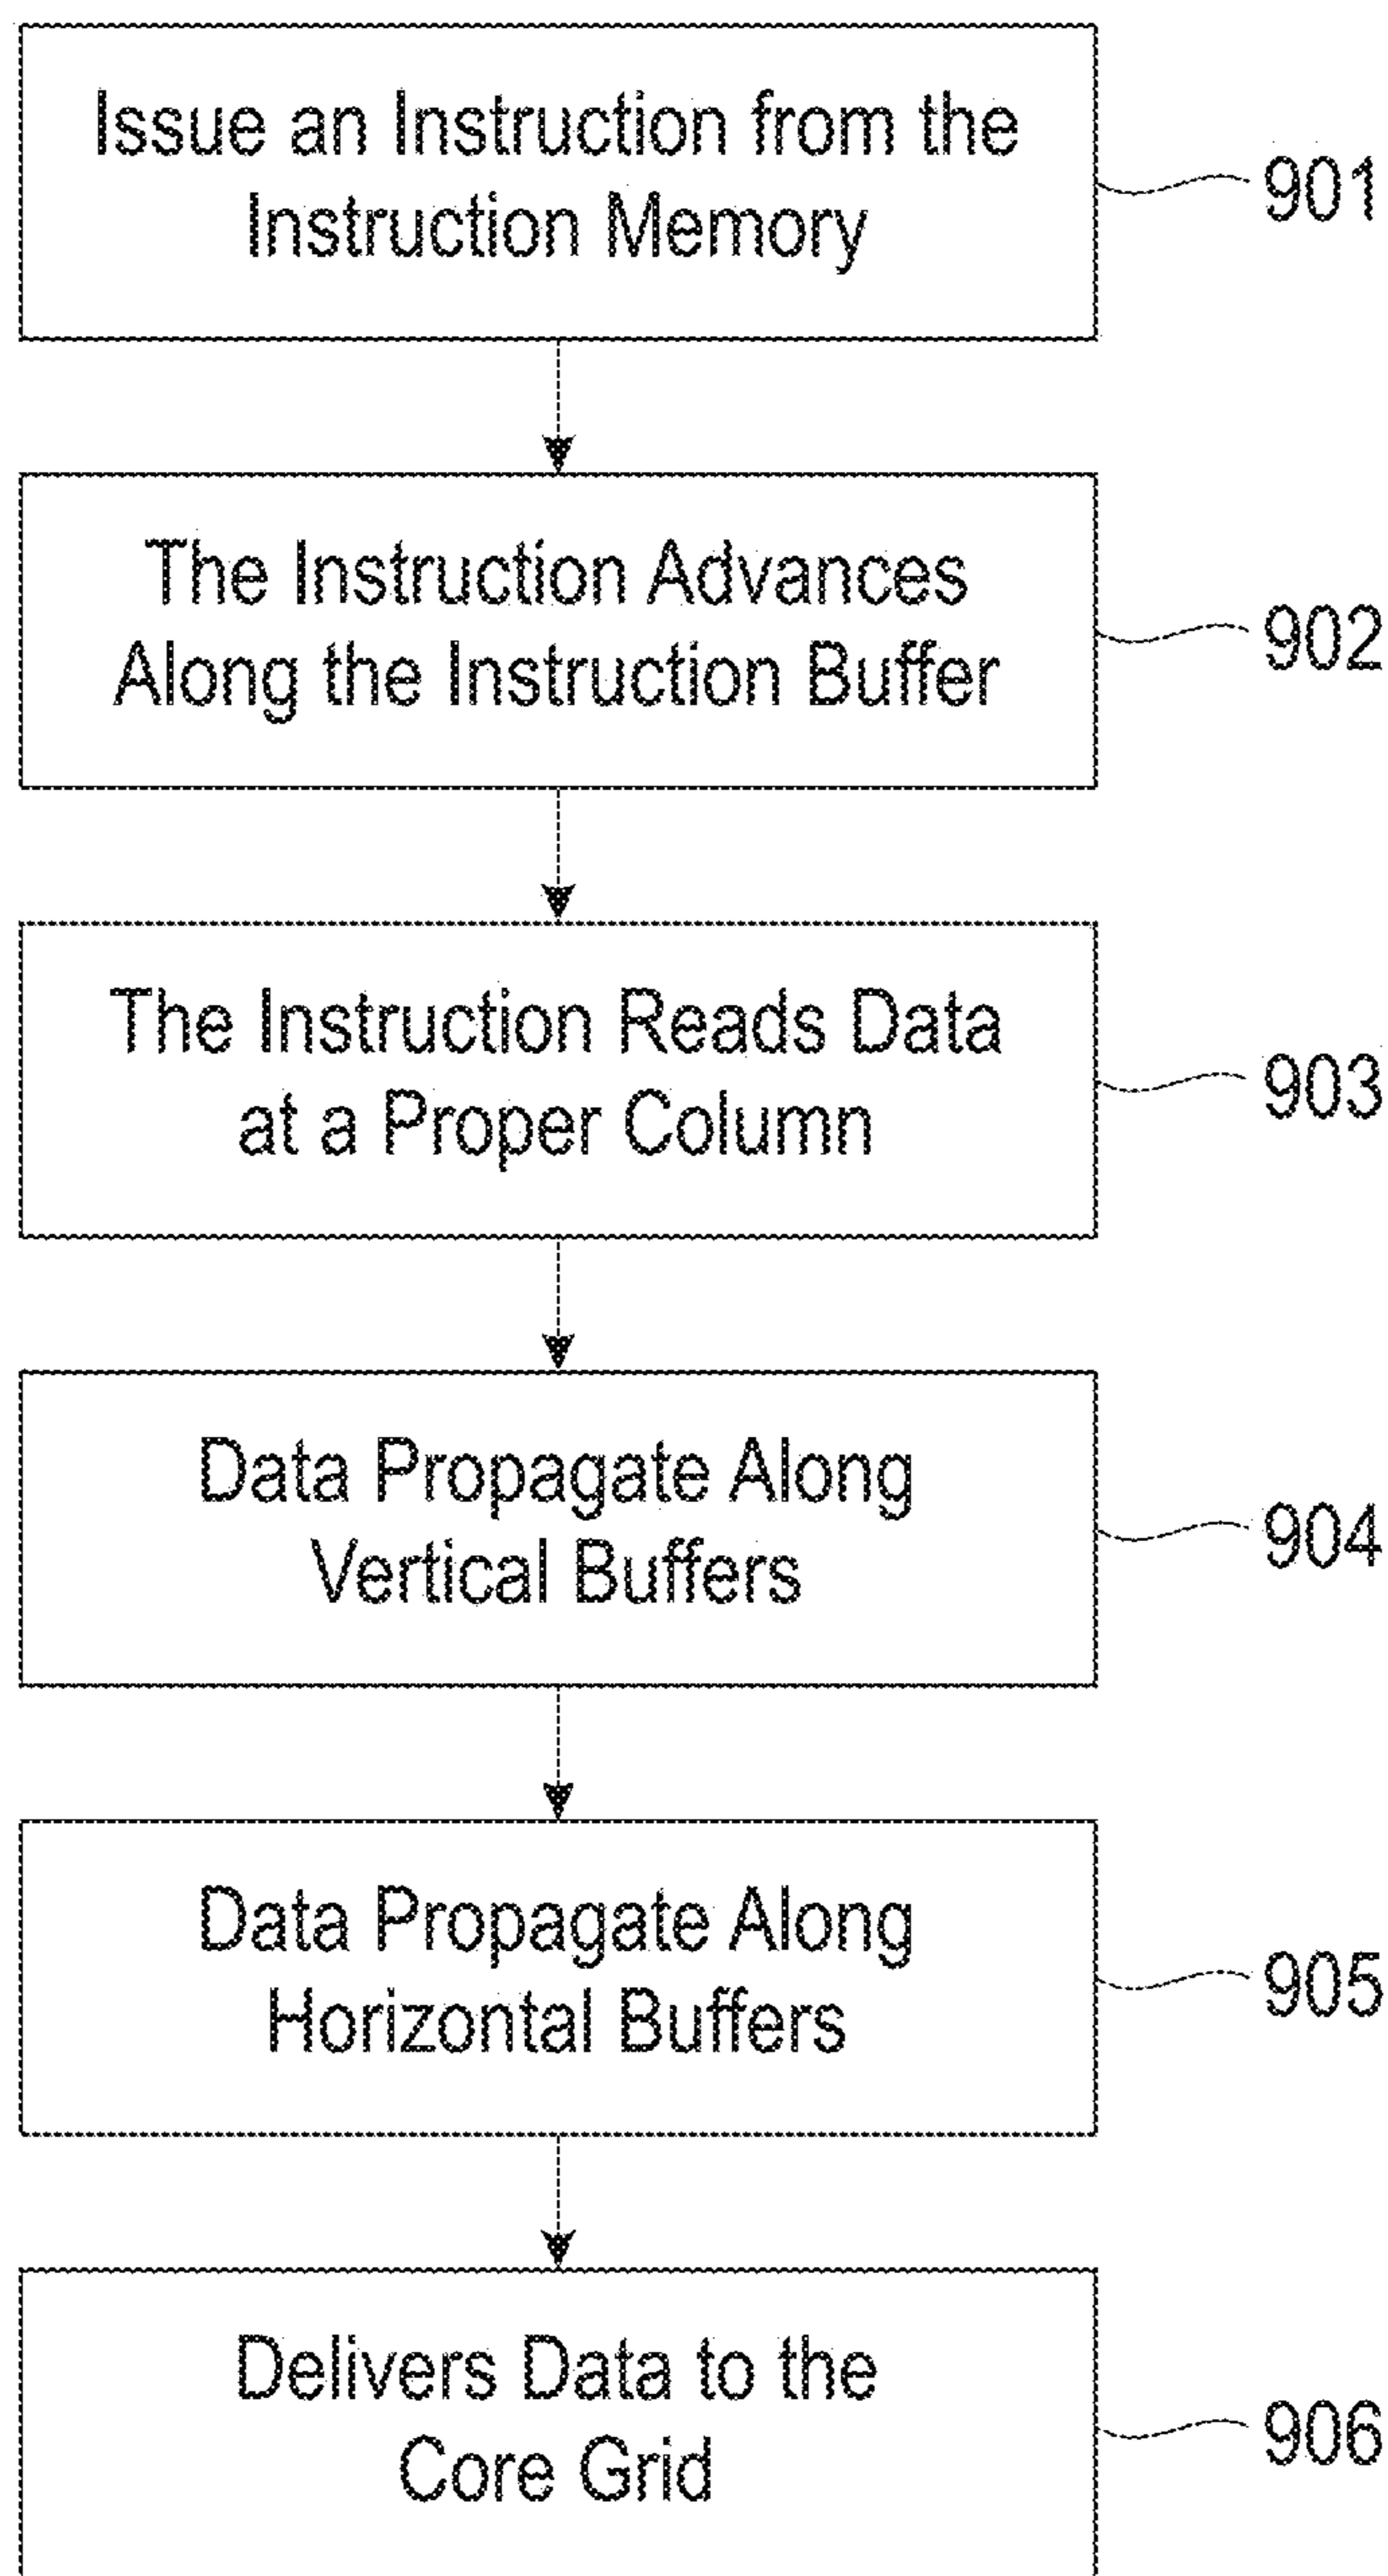 Issue an Instruction from the
Instruction Memory
901
The Instruction Advances
Along the Instruction Buffer
902
The Instruction Reads Data
at a Proper Column
903
Data Propagate Along
Vertical Buffers
904
Data Propagate Along
Horizontal Buffers
905
Delivers Data to the
Core Grid
906